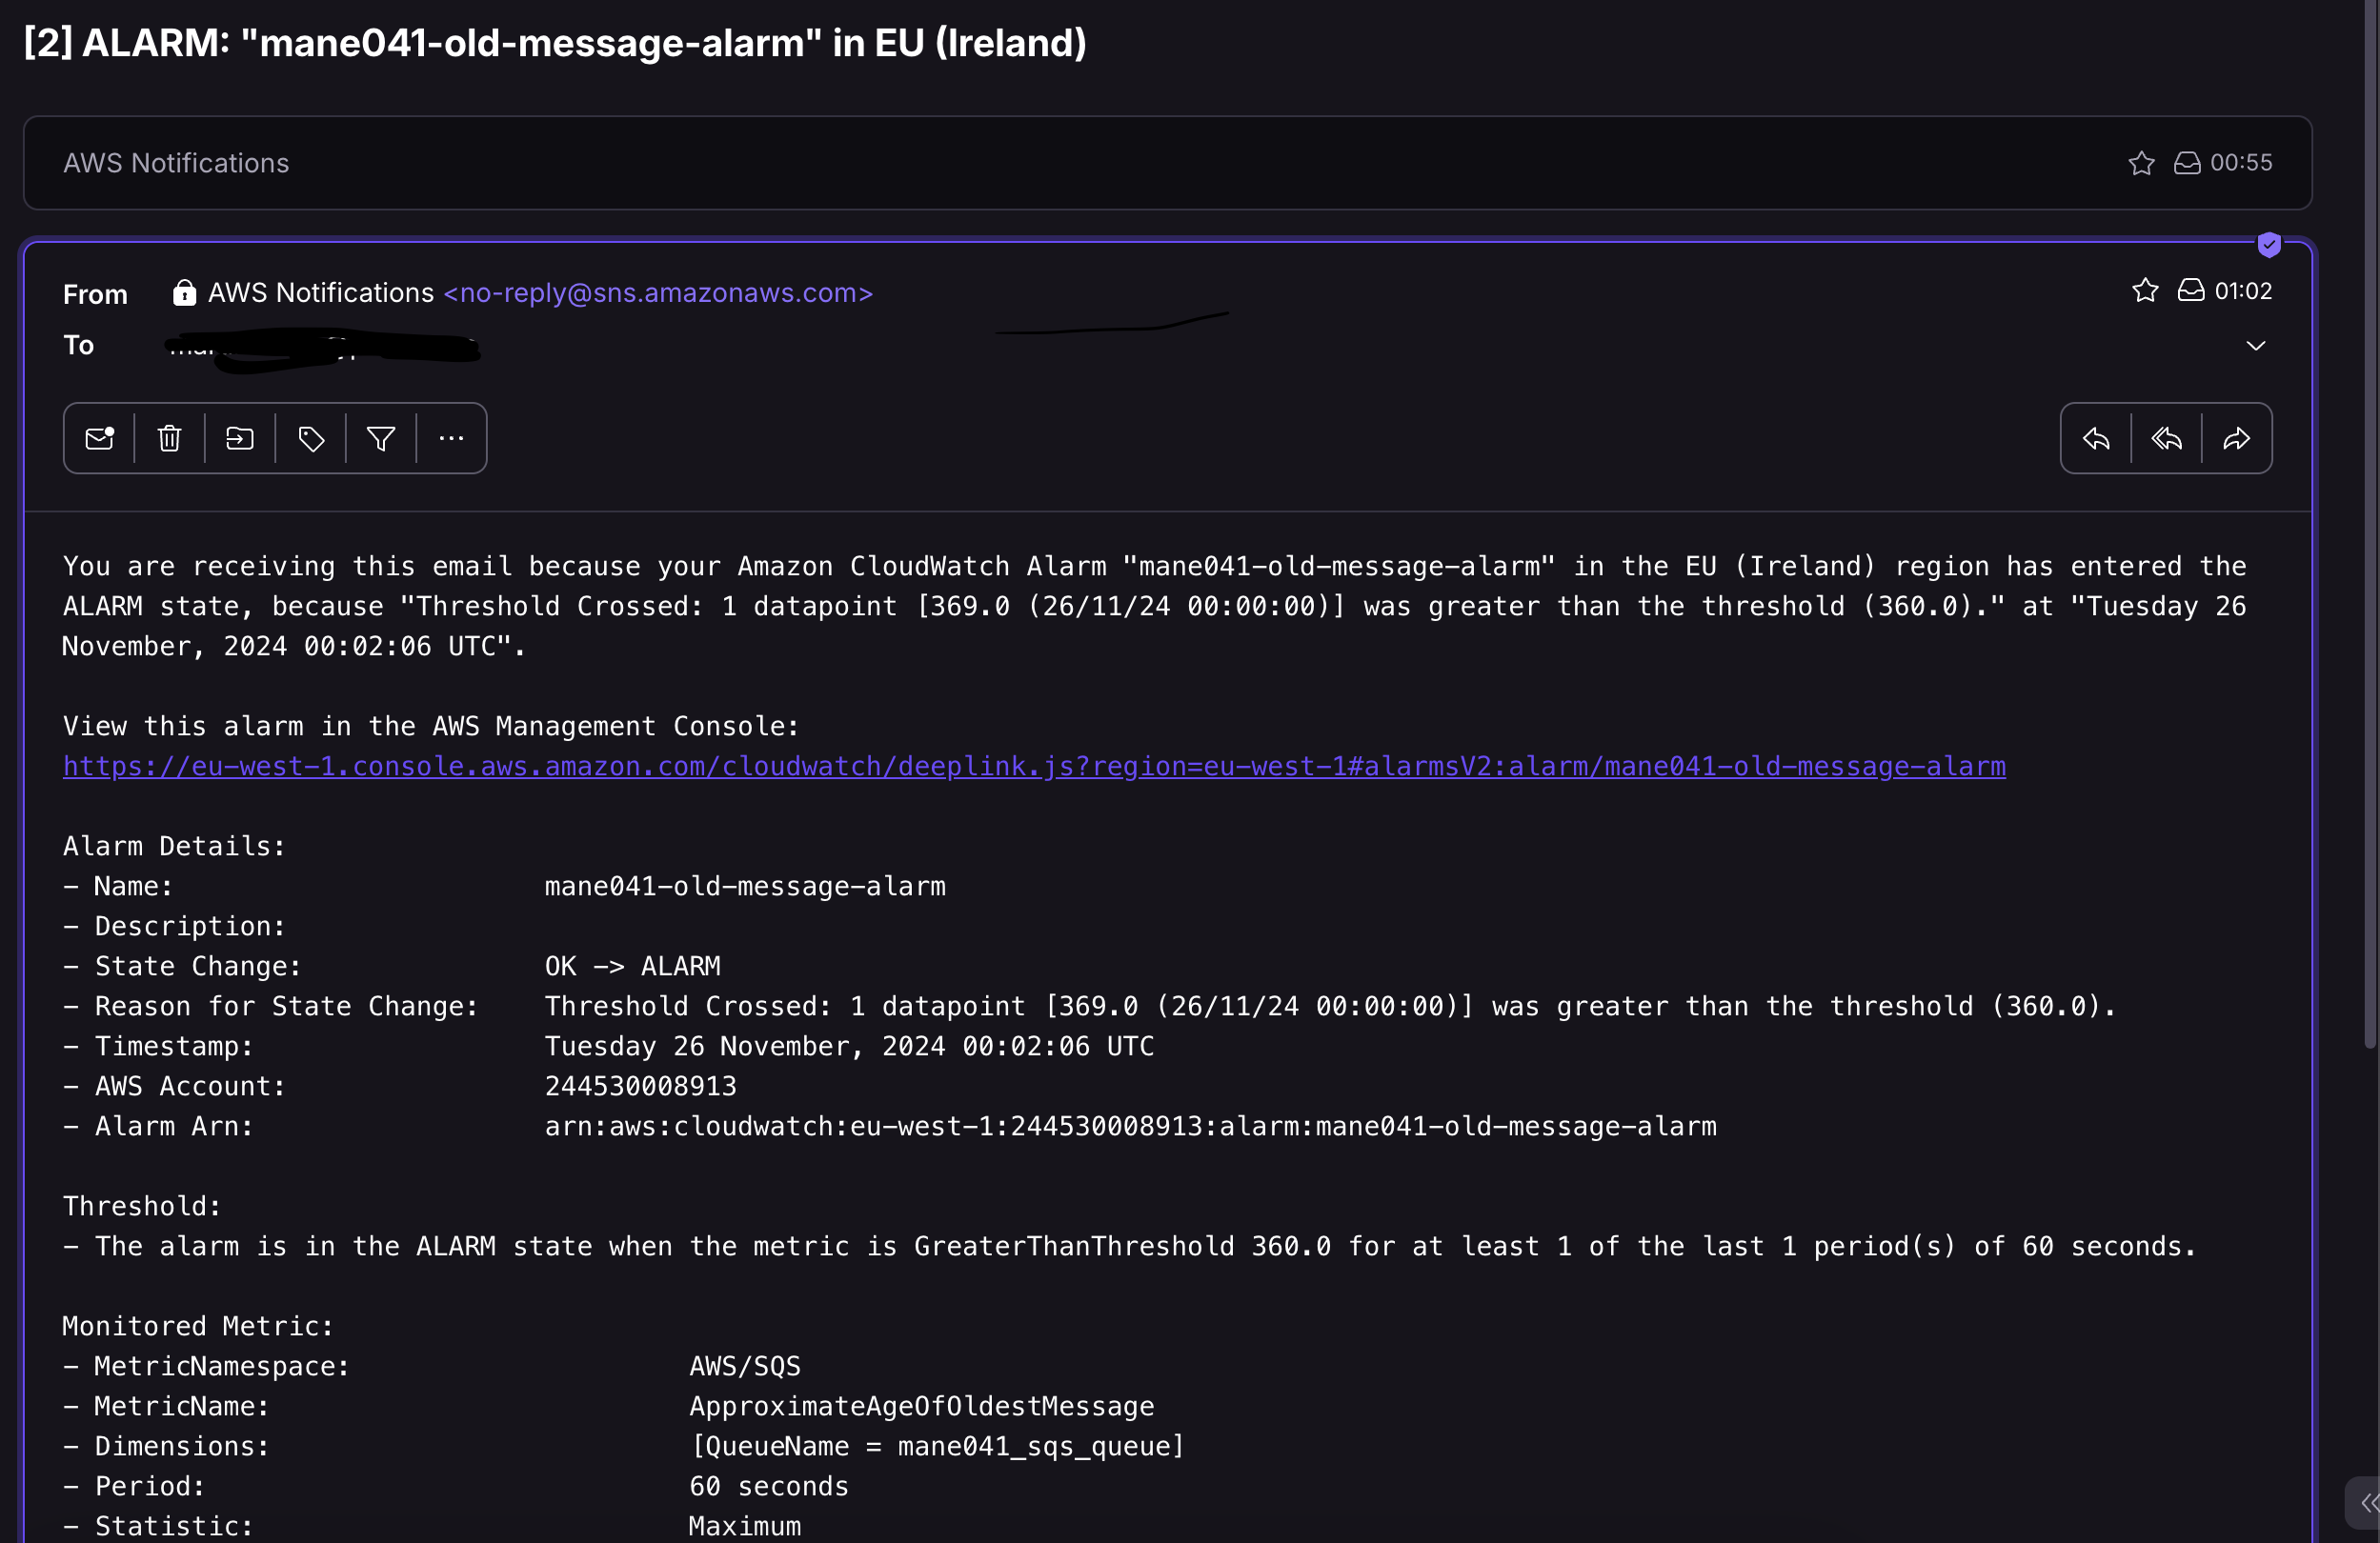 [2] ALARM: "mane041-old-message-alarm" in EU (Ireland)
AWS Notifications 00:55
From AWS Notifications <no-reply@sns.amazonaws.com> 01:02
To
You are receiving this email because your Amazon CloudWatch Alarm "mane041-old-message-alarm" in the EU (Ireland) region has entered the
ALARM state, because "Threshold Crossed: 1 datapoint [369.0 (26/11/24 00:00:00)] was greater than the threshold (360.0)." at "Tuesday 26
November, 2024 00:02:06 UTC".
View this alarm in the AWS Management Console:
https://eu-west-1.console.aws.amazon.com/cloudwatch/deeplink.js?region=eu-west-1#alarmsV2:alarm/mane041-old-message-alarm
Alarm Details:
- Name: mane041-old-message-alarm
- Description:
- State Change: OK -> ALARM
- Reason for State Change: Threshold Crossed: 1 datapoint [369.0 (26/11/24 00:00:00)] was greater than the threshold (360.0).
- Timestamp: Tuesday 26 November, 2024 00:02:06 UTC
- AWS Account: 244530008913
- Alarm Arn: arn:aws:cloudwatch:eu-west-1:244530008913:alarm:mane041-old-message-alarm
Threshold:
- The alarm is in the ALARM state when the metric is GreaterThanThreshold 360.0 for at least 1 of the last 1 period(s) of 60 seconds.
Monitored Metric:
- MetricNamespace: AWS/SQS
- MetricName: ApproximateAgeOfOldestMessage
- Dimensions: [QueueName = mane041_sqs_queue]
- Period: 60 seconds
- Statistic: Maximum